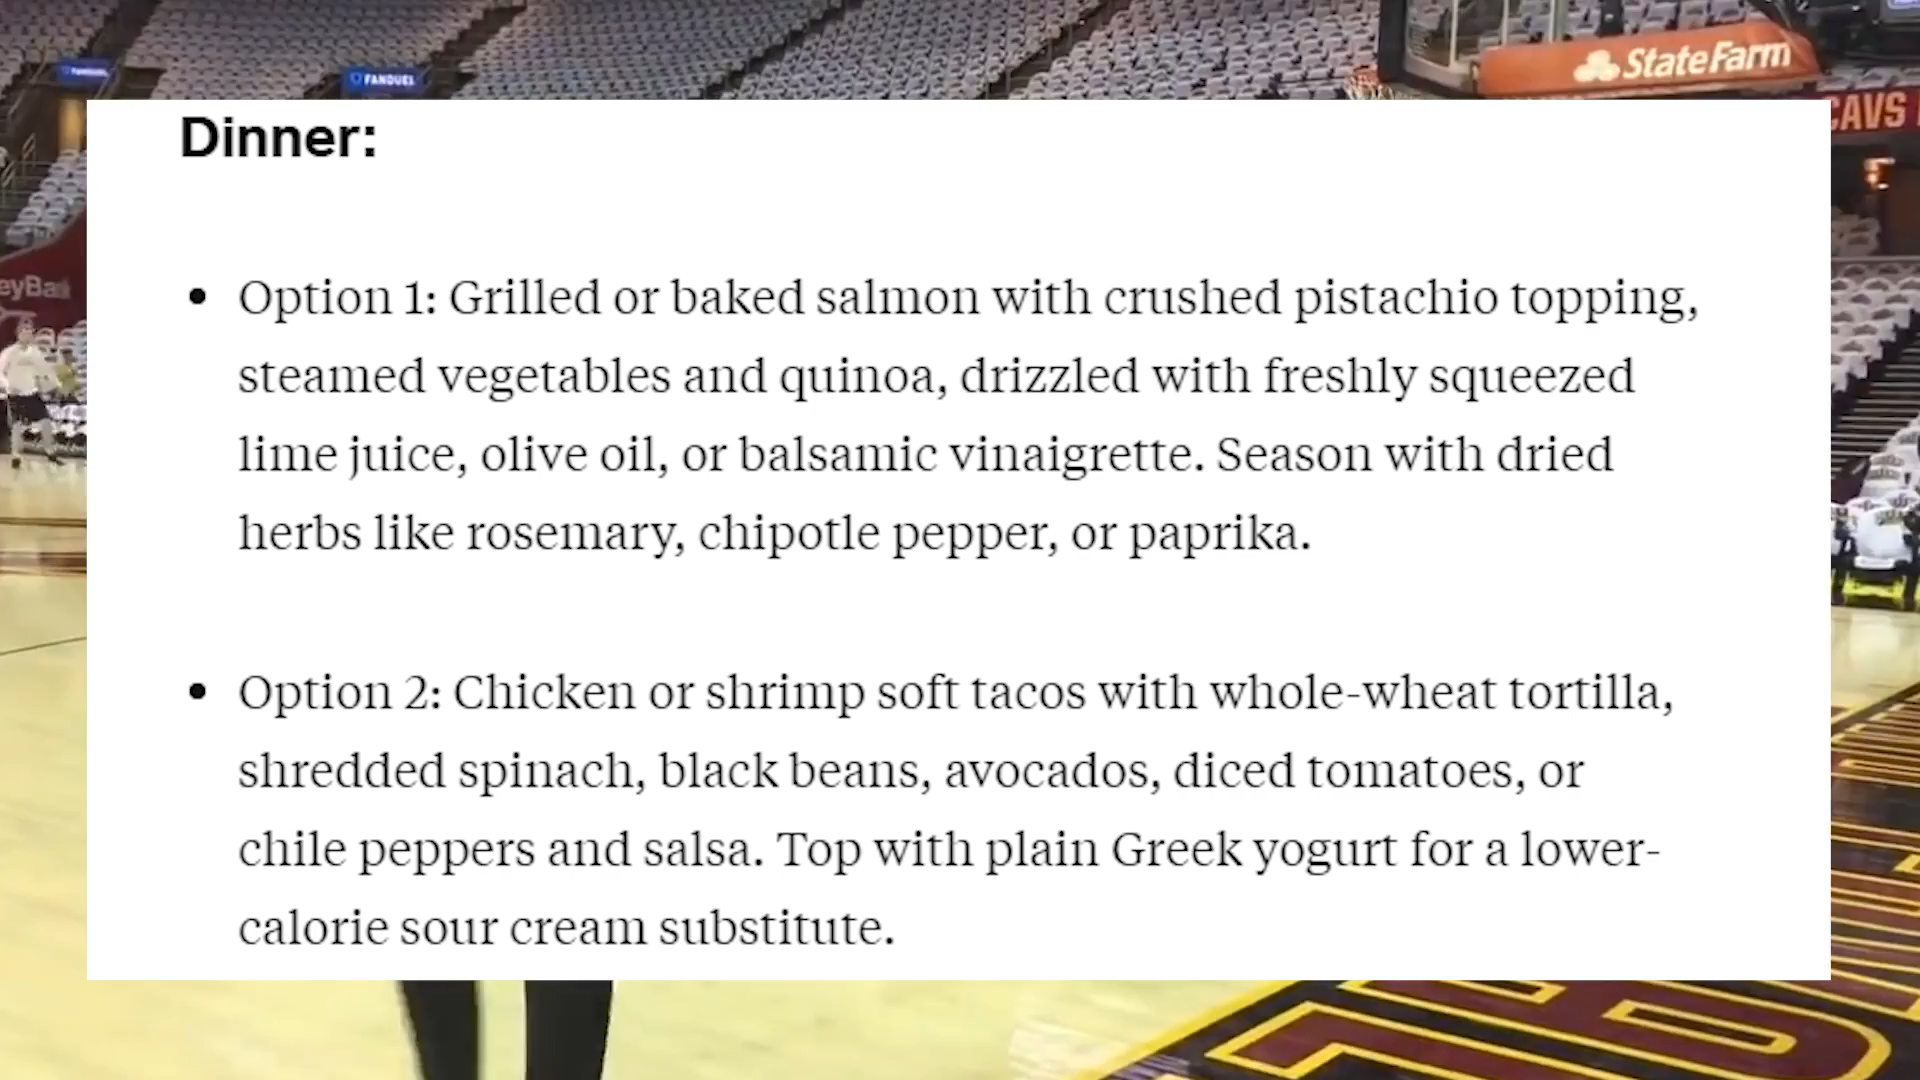 FANDUEL
StateFarm
CAVS
eyBank
Dinner:
Option 1: Grilled or baked salmon with crushed pistachio topping,
steamed vegetables and quinoa, drizzled with freshly squeezed
lime juice, olive oil, or balsamic vinaigrette. Season with dried
herbs like rosemary, chipotle pepper, or paprika.
Option 2: Chicken or shrimp soft tacos with whole-wheat tortilla,
shredded spinach, black beans, avocados, diced tomatoes, or
chile peppers and salsa. Top with plain Greek yogurt for a lower-
calorie sour cream substitute.